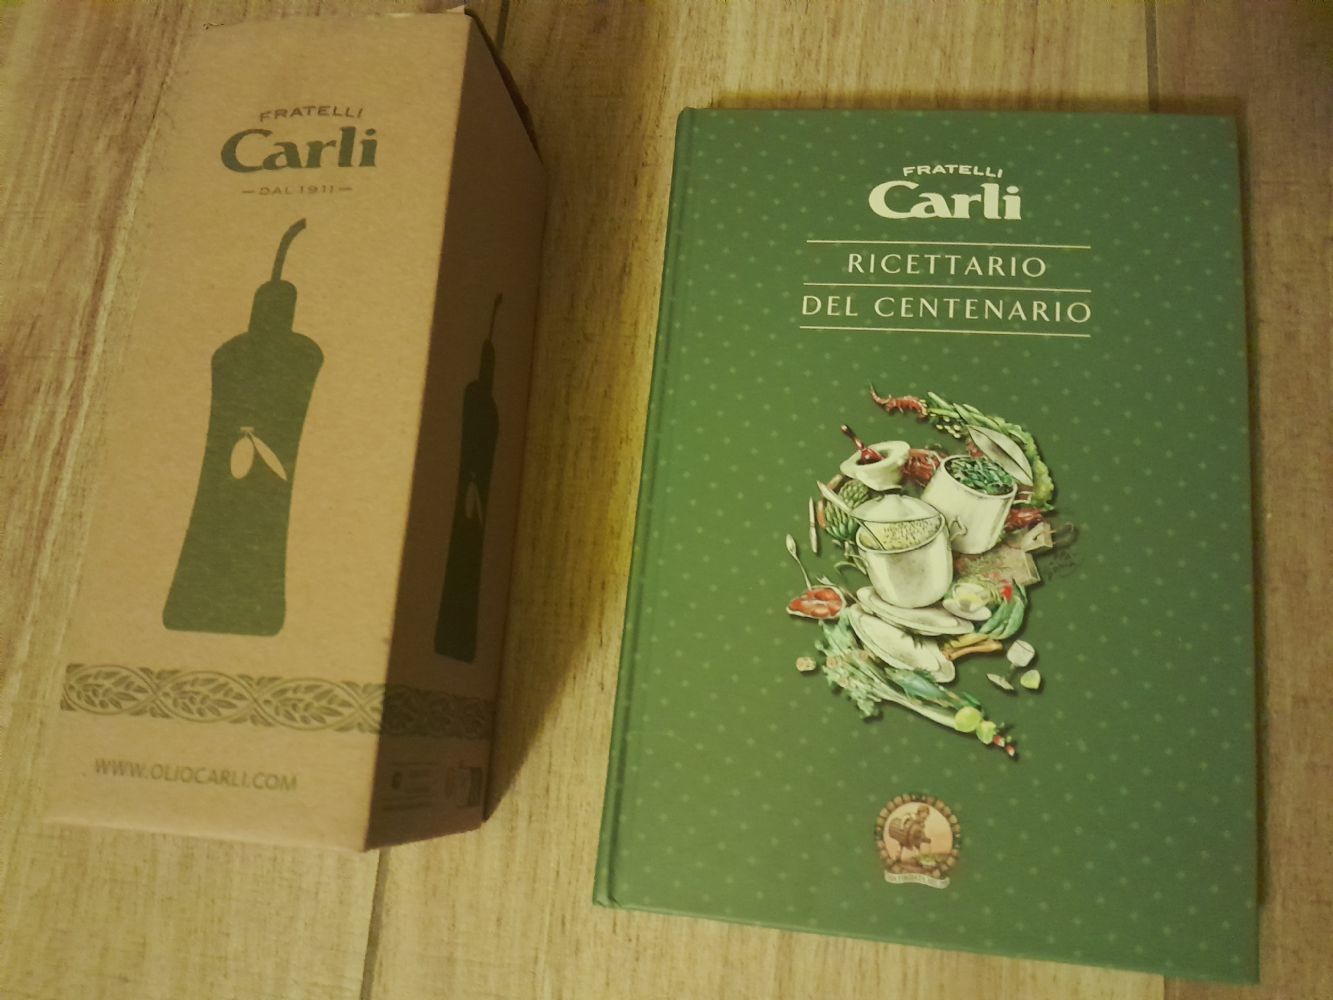 FRATELLI
Carli
DAL 1911
WWW.OLIOCARLI.COM
FRATELLI
Carli
RICETTARIO
DEL CENTENARIO